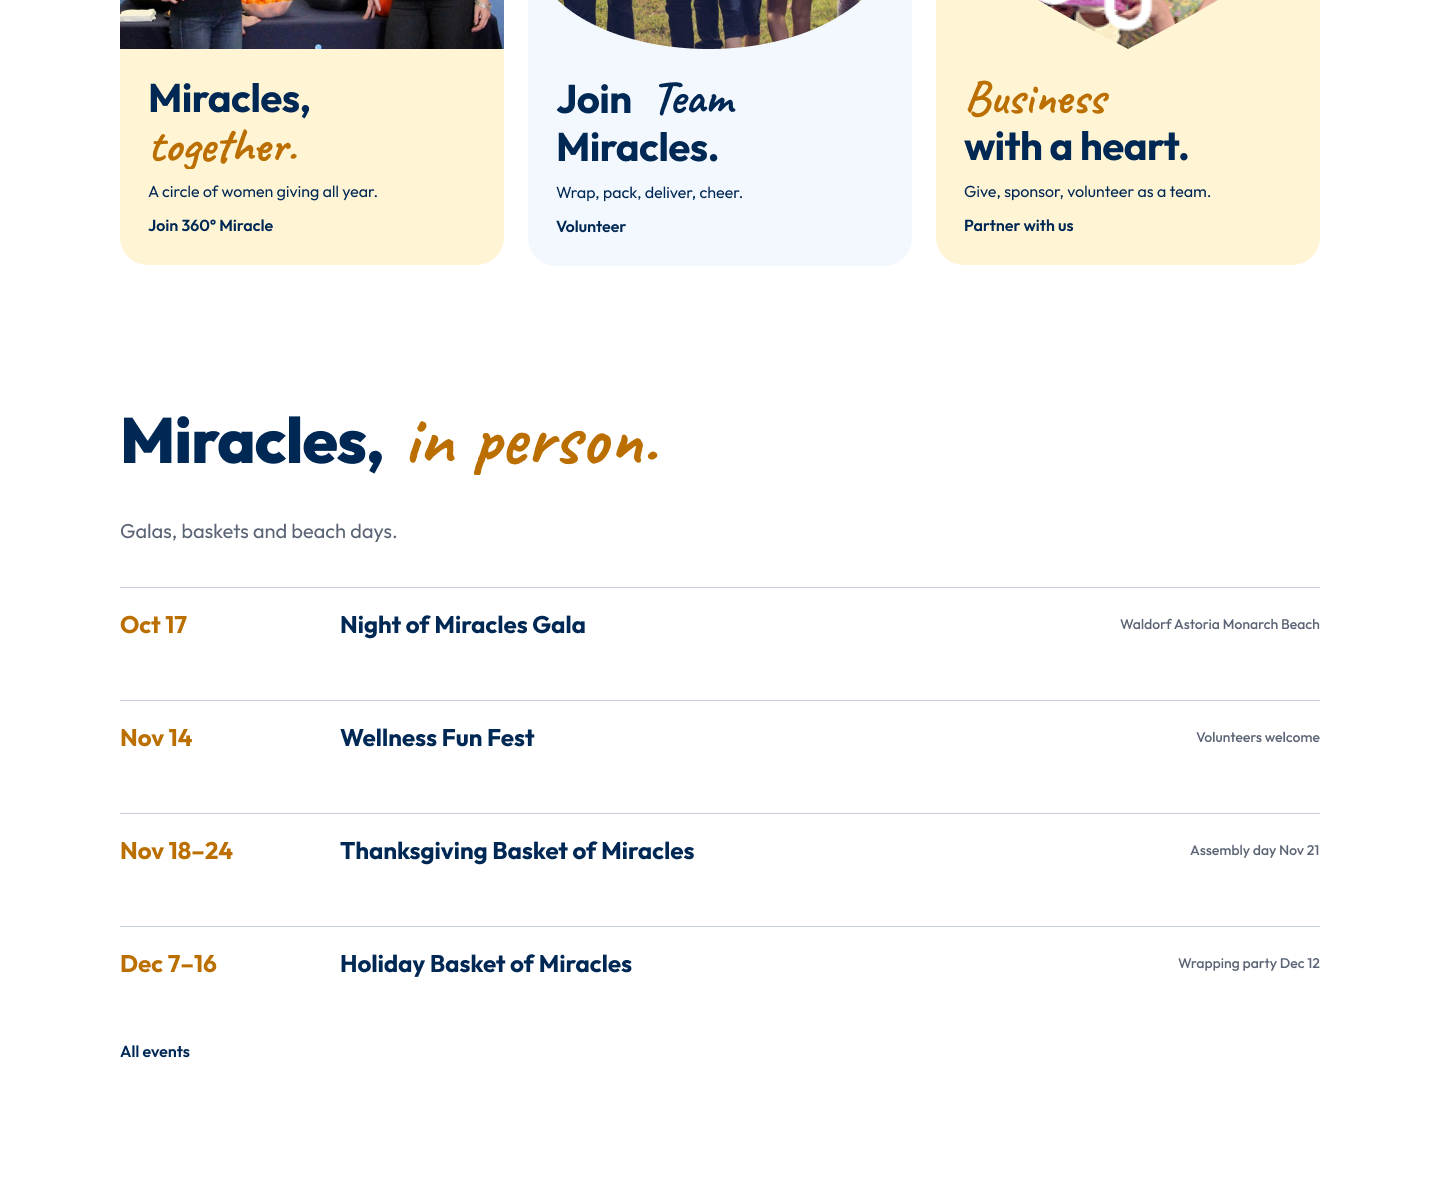 Miracles,
together.
A circle of women giving all year.
Join 360° Miracle
Join Team
Miracles.
Wrap, pack, deliver, cheer.
Volunteer
Business
with a heart.
Give, sponsor, volunteer as a team.
Partner with us
Miracles, in person.
Galas, baskets and beach days.
Oct 17 Night of Miracles Gala Waldorf Astoria Monarch Beach
Nov 14 Wellness Fun Fest Volunteers welcome
Nov 18–24 Thanksgiving Basket of Miracles Assembly day Nov 21
Dec 7–16 Holiday Basket of Miracles Wrapping party Dec 12
All events